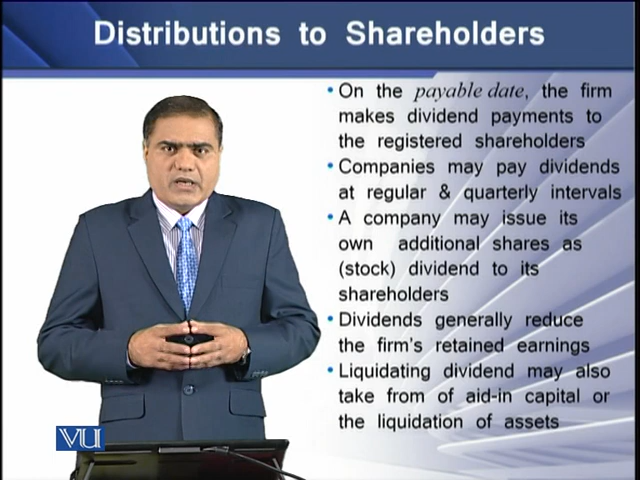 Distributions to Shareholders
• On the payable date, the firm
makes dividend payments to
the registered shareholders
• Companies may pay dividends
at regular & quarterly intervals
• A company may issue its
own additional shares as
(stock) dividend to its
shareholders
• Dividends generally reduce
the firm's retained earnings
• Liquidating dividend may also
take from of aid-in capital or
the liquidation of assets
VU